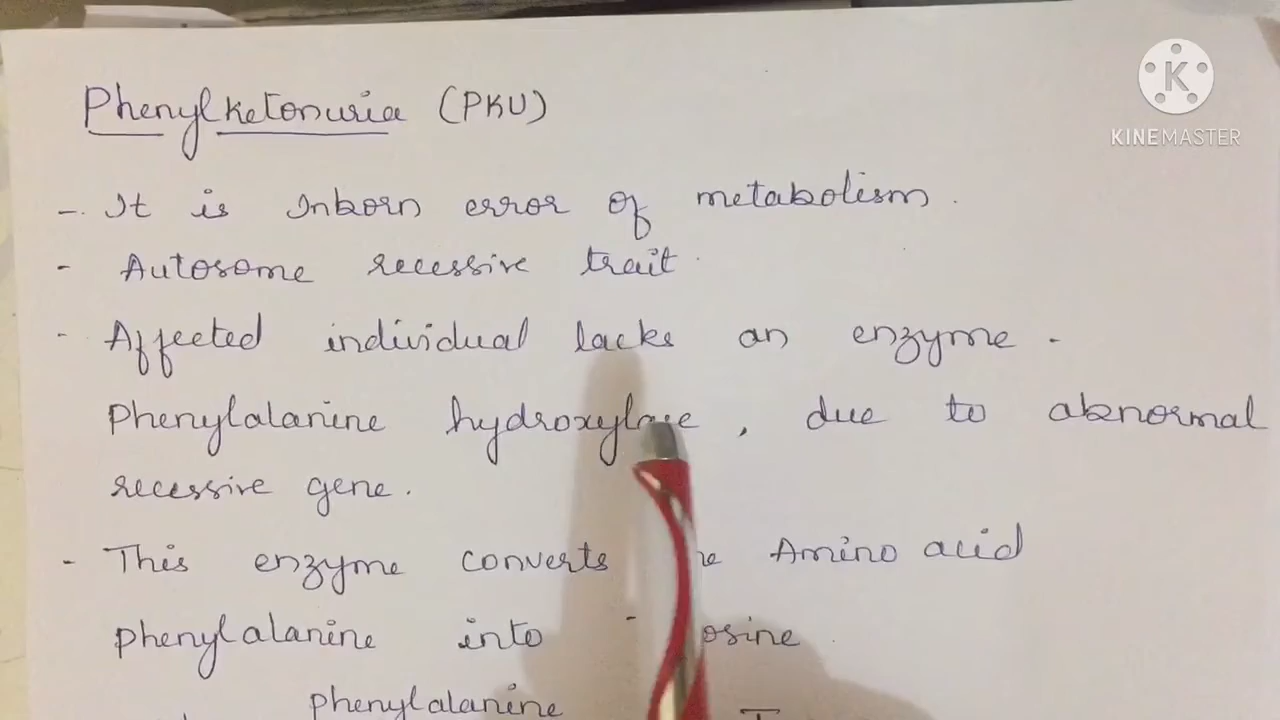 Phenylketonuria (PKU)
K
KINEMASTER
- It is Inborn error of metabolism.
- Autosome recessive trait.
- Affected individual lacks an enzyme.
Phenylalanine hydroxylase, due to abnormal
recessive gene.
- This enzyme converts Amino acid
phenylalanine into
phenylalanine